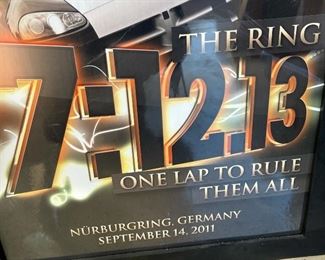 THE RING
7:12.13
ONE LAP TO RULE
THEM ALL
NÜRBURGRING, GERMANY
SEPTEMBER 14, 2011